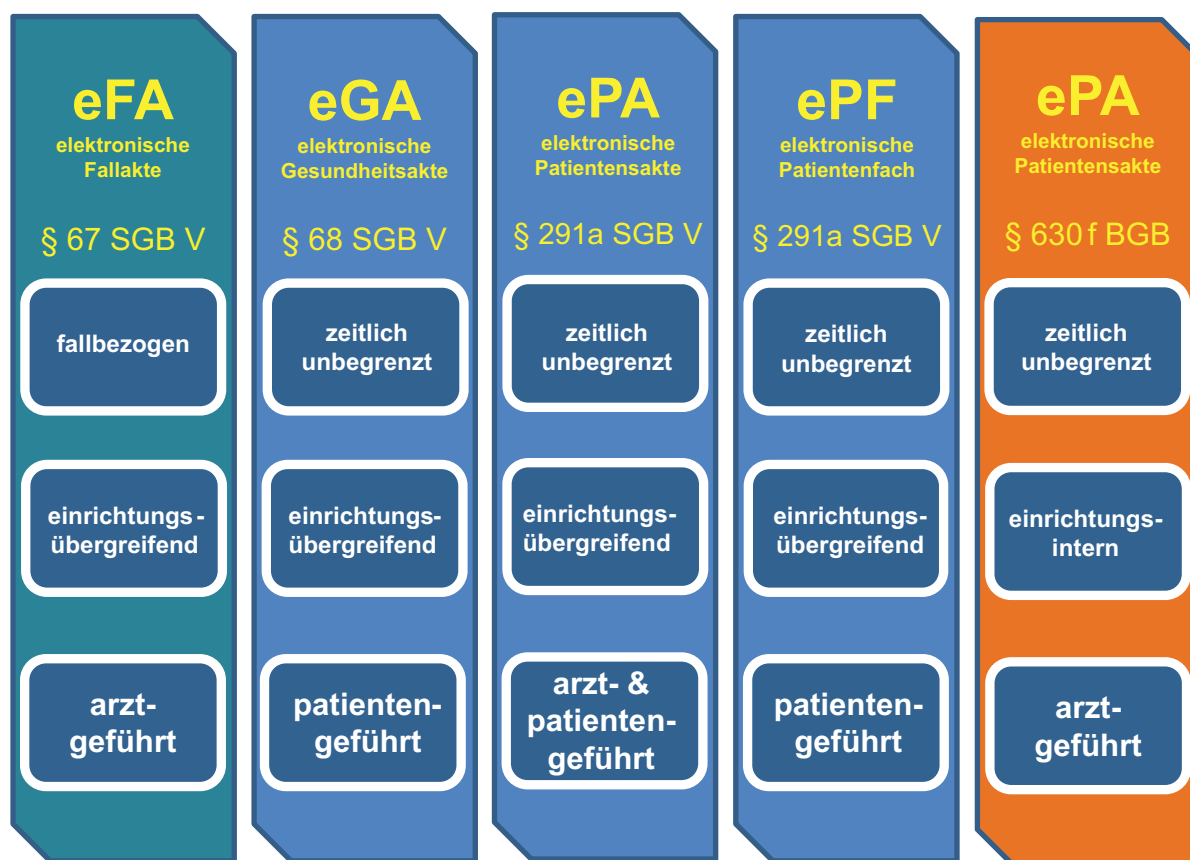 eFA
elektronische
Fallakte
§ 67 SGB V
fallbezogen
einrichtungs-
übergreifend
arzt-
geführt
eGA
elektronische
Gesundheitsakte
§ 68 SGB V
zeitlich
unbegrenzt
einrichtungs-
übergreifend
patienten-
geführt
ePA
elektronische
Patientensakte
§ 291a SGB V
zeitlich
unbegrenzt
einrichtungs-
übergreifend
arzt- &
patienten-
geführt
ePF
elektronische
Patientenfach
§ 291a SGB V
zeitlich
unbegrenzt
einrichtungs-
übergreifend
patienten-
geführt
ePA
elektronische
Patientensakte
§ 630 f BGB
zeitlich
unbegrenzt
einrichtungs-
intern
arzt-
geführt